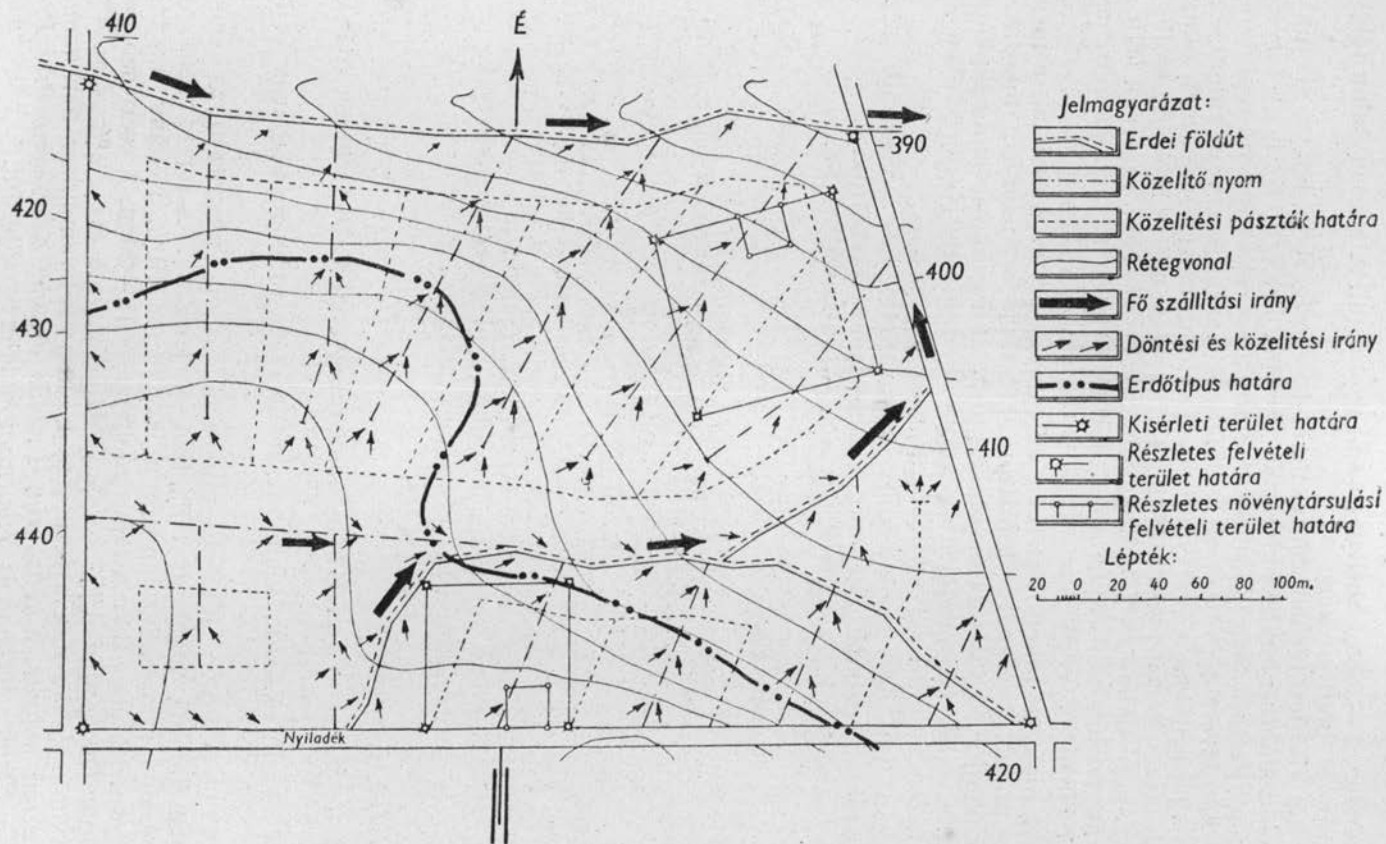 410
É
390
420
400
430
410
440
Nyiladék
420
Jelmagyarázat:
Erdei földút
Közelítő nyom
Közelítési pászták határa
Rétegvonal
Fő szállítási irány
Döntési és közelítési irány
Erdőtípus határa
Kisérleti terület határa
Részletes felvételi
terület határa
Részletes növénytársulási
felvételi terület határa
Lépték:
20 0 20 40 60 80 100m.